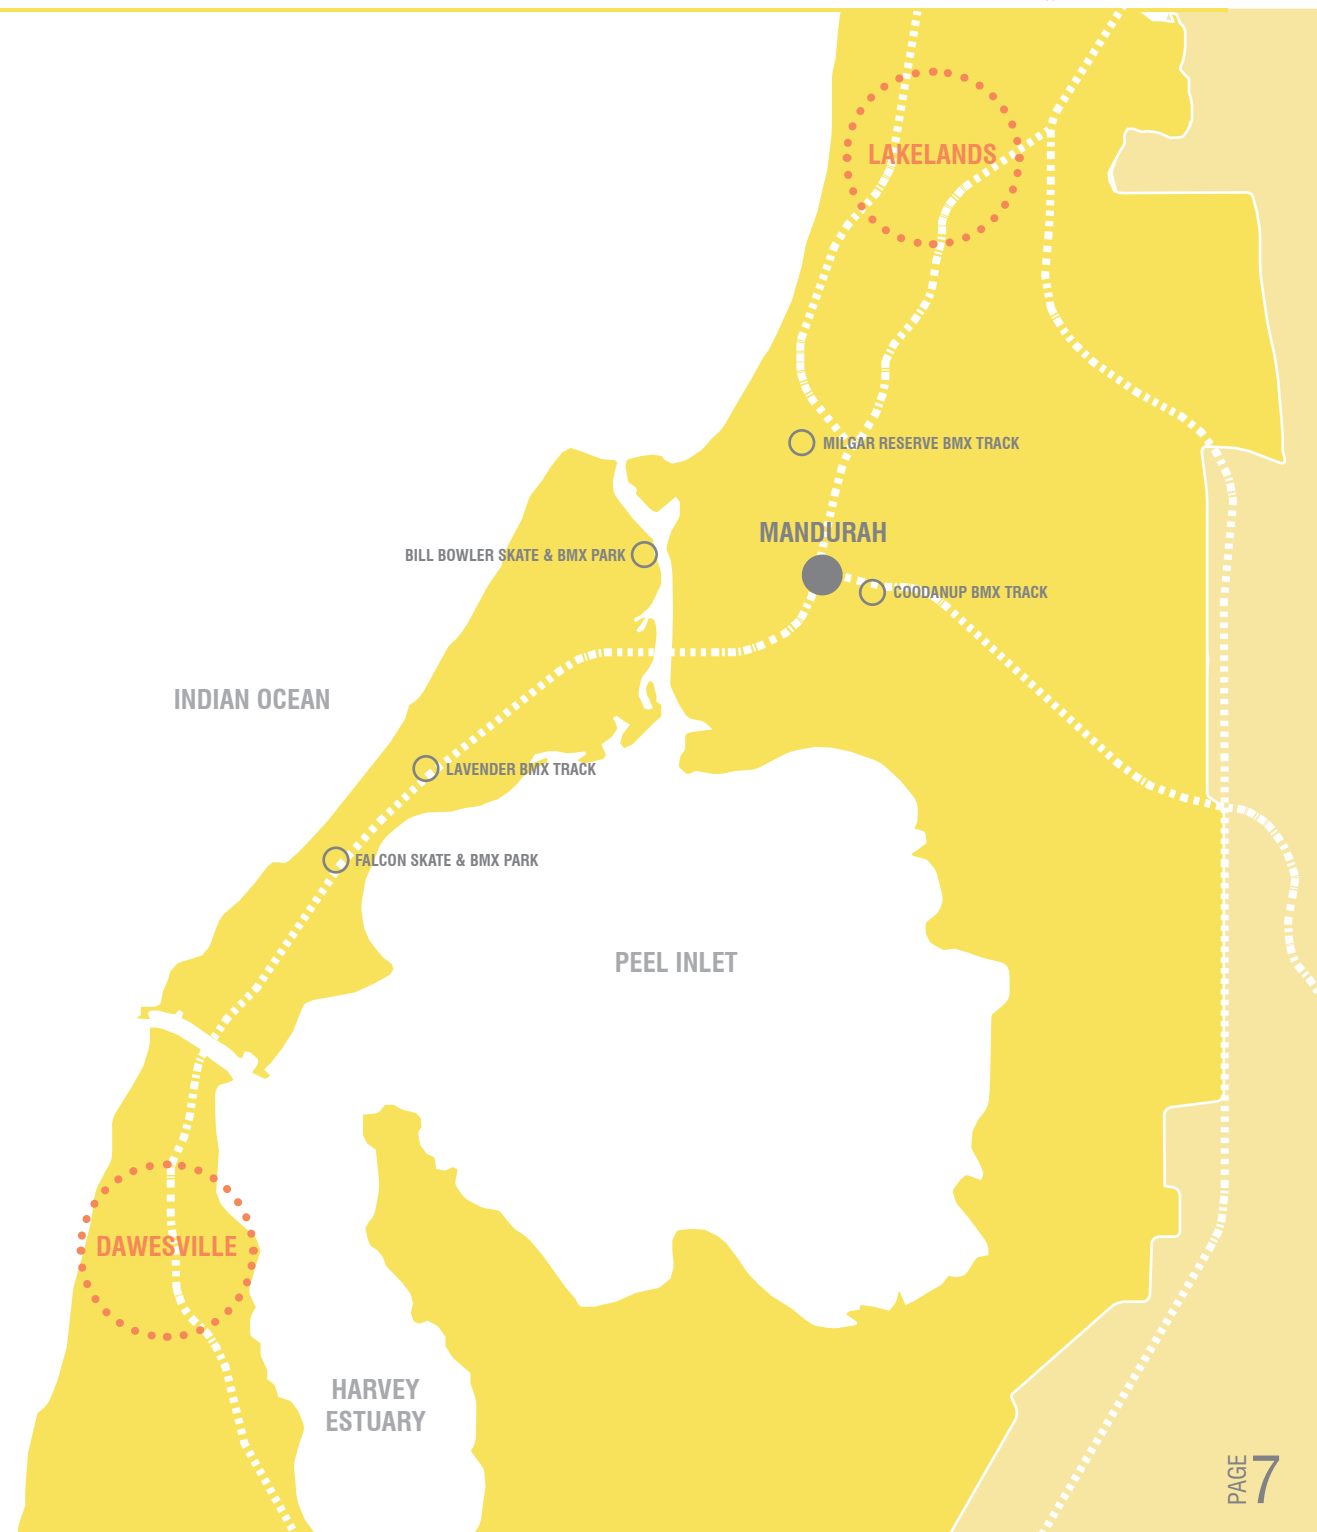 LAKELANDS
MILGAR RESERVE BMX TRACK
MANDURAH
BILL BOWLER SKATE & BMX PARK
COODANUP BMX TRACK
INDIAN OCEAN
LAVENDER BMX TRACK
FALCON SKATE & BMX PARK
PEEL INLET
DAWESVILLE
HARVEY
ESTUARY
PAGE 7